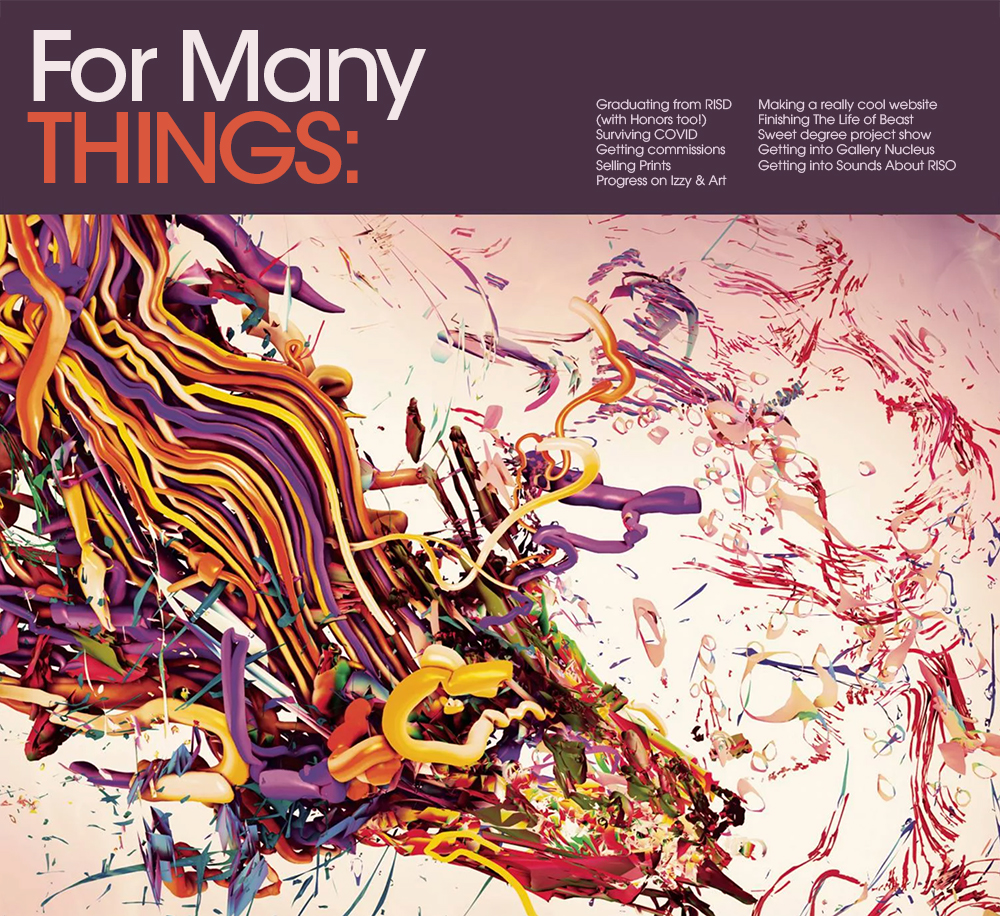 For Many
THINGS:
Graduating from RISD
(with Honors too!)
Surviving COVID
Getting commissions
Selling Prints
Progress on Izzy & Art
Making a really cool website
Finishing The Life of Beast
Sweet degree project show
Getting into Gallery Nucleus
Getting into Sounds About RISO